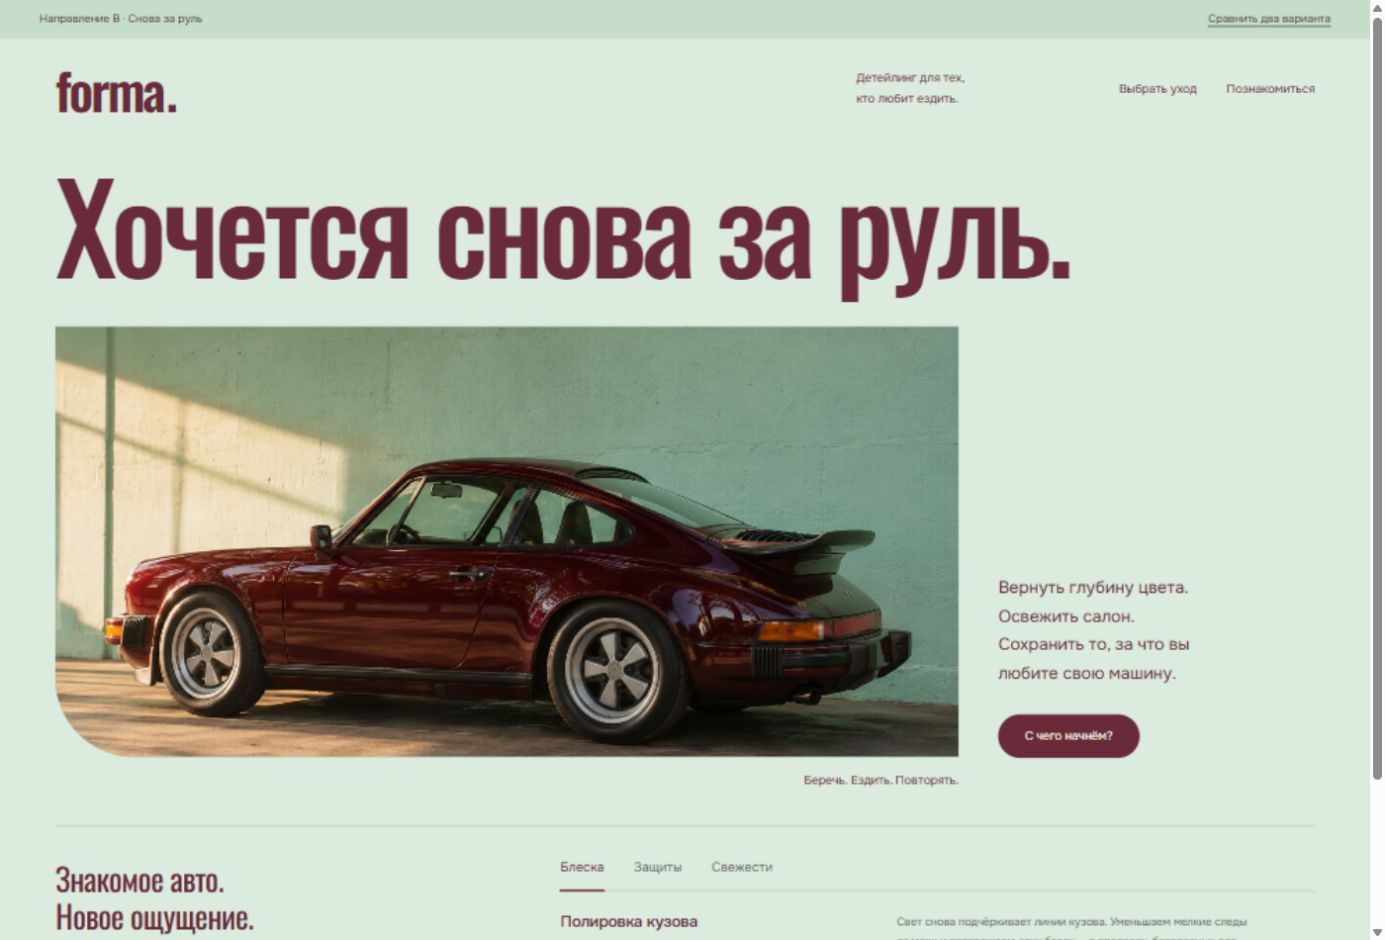 Направление В · Снова за руль
Сравнить два варианта
forma.
Детейлинг для тех,
кто любит ездить.
Выбрать уход
Познакомиться
Хочется снова за руль.
Вернуть глубину цвета.
Освежить салон.
Сохранить то, за что вы
любите свою машину.
С чего начнём?
Беречь. Ездить. Повторять.
Знакомое авто.
Новое ощущение.
Блеска
Защиты
Свежести
Полировка кузова
Свет снова подчёркивает линии кузова. Уменьшаем мелкие следы